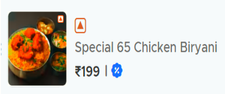 Special 65 Chicken Biryani
₹199 |